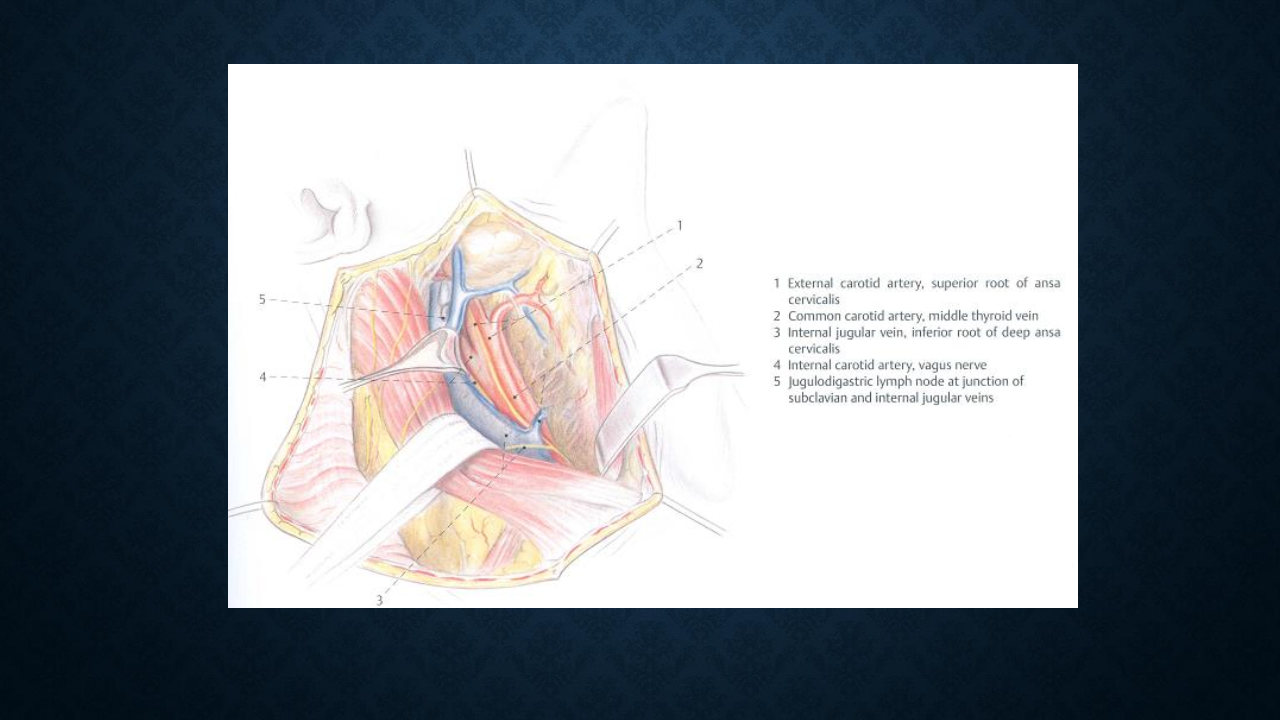 1
2
5
4
3
1 External carotid artery, superior root of ansa
cervicalis
2 Common carotid artery, middle thyroid vein
3 Internal jugular vein, inferior root of deep ansa
cervicalis
4 Internal carotid artery, vagus nerve
5 Jugulodigastric lymph node at junction of
subclavian and internal jugular veins